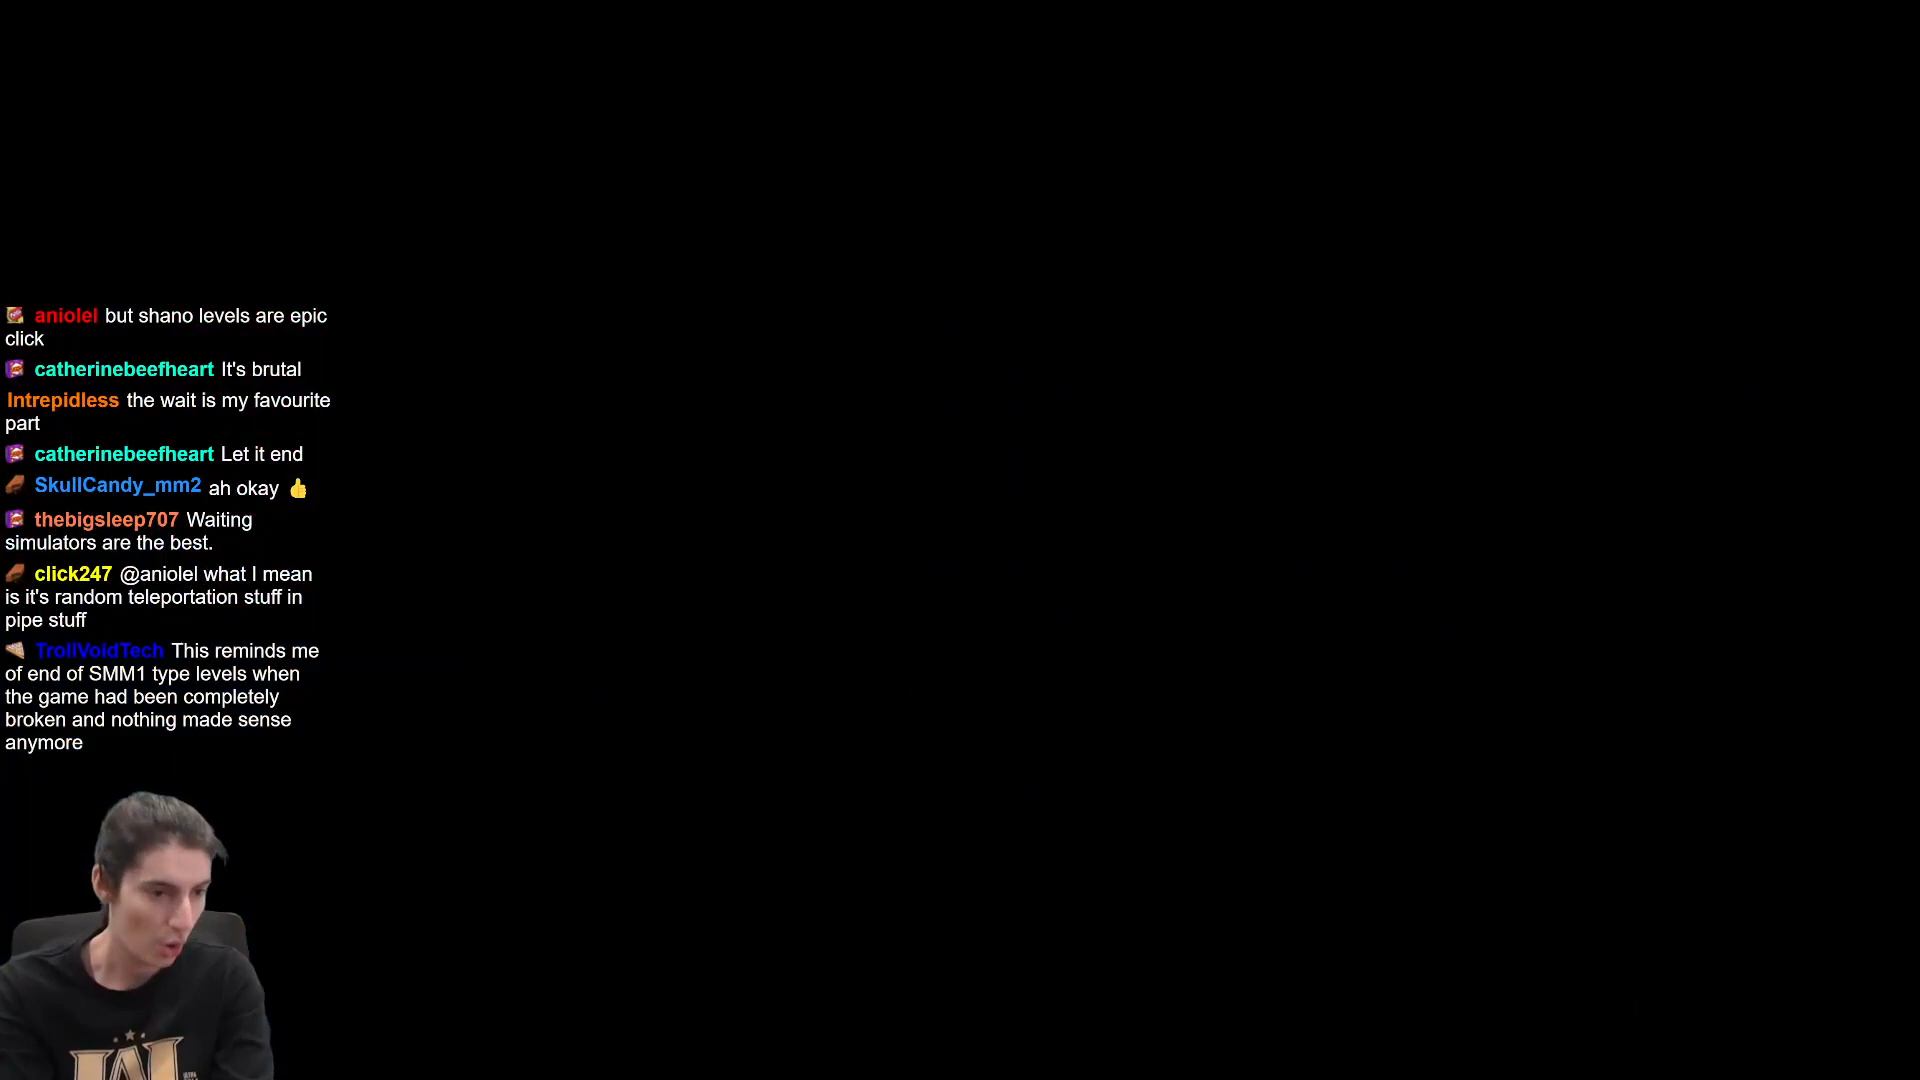 aniolel but shano levels are epic
click
catherinebeefheart It's brutal
Intrepidless the wait is my favourite
part
catherinebeefheart Let it end
SkullCandy_mm2 ah okay 👍
thebigsleep707 Waiting
simulators are the best.
click247 @aniolel what I mean
is it's random teleportation stuff in
pipe stuff
TrollVoidTech This reminds me
of end of SMM1 type levels when
the game had been completely
broken and nothing made sense
anymore